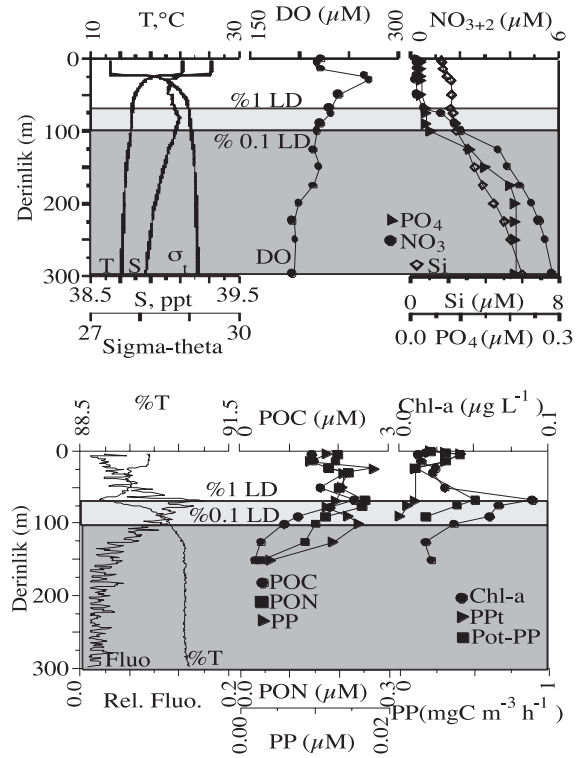 T,°C
DO (µM)
NO3+2 (µM)
10 30 150 300 0 6
0
100
200
300
Derinlik (m)
%1 LD
% 0.1 LD
T S σt
DO
PO4
NO3
Si
38.5 39.5
S, ppt
27 30
Sigma-theta
0 8
Si (µM)
0.0 0.3
PO4 (µM)
%T
POC (µM)
Chl-a (µg L-1)
88.5 91.5 0 3.0 0.0 0.1
0
100
200
300
Derinlik (m)
%1 LD
%0.1 LD
Fluo
%T
POC
PON
PP
Chl-a
PPt
Pot-PP
0.0 0.2
Rel. Fluo.
0.0 0.3
PON (µM)
0.00 0.02
PP (µM)
0.0 1
PP(mgC m-3 h-1)